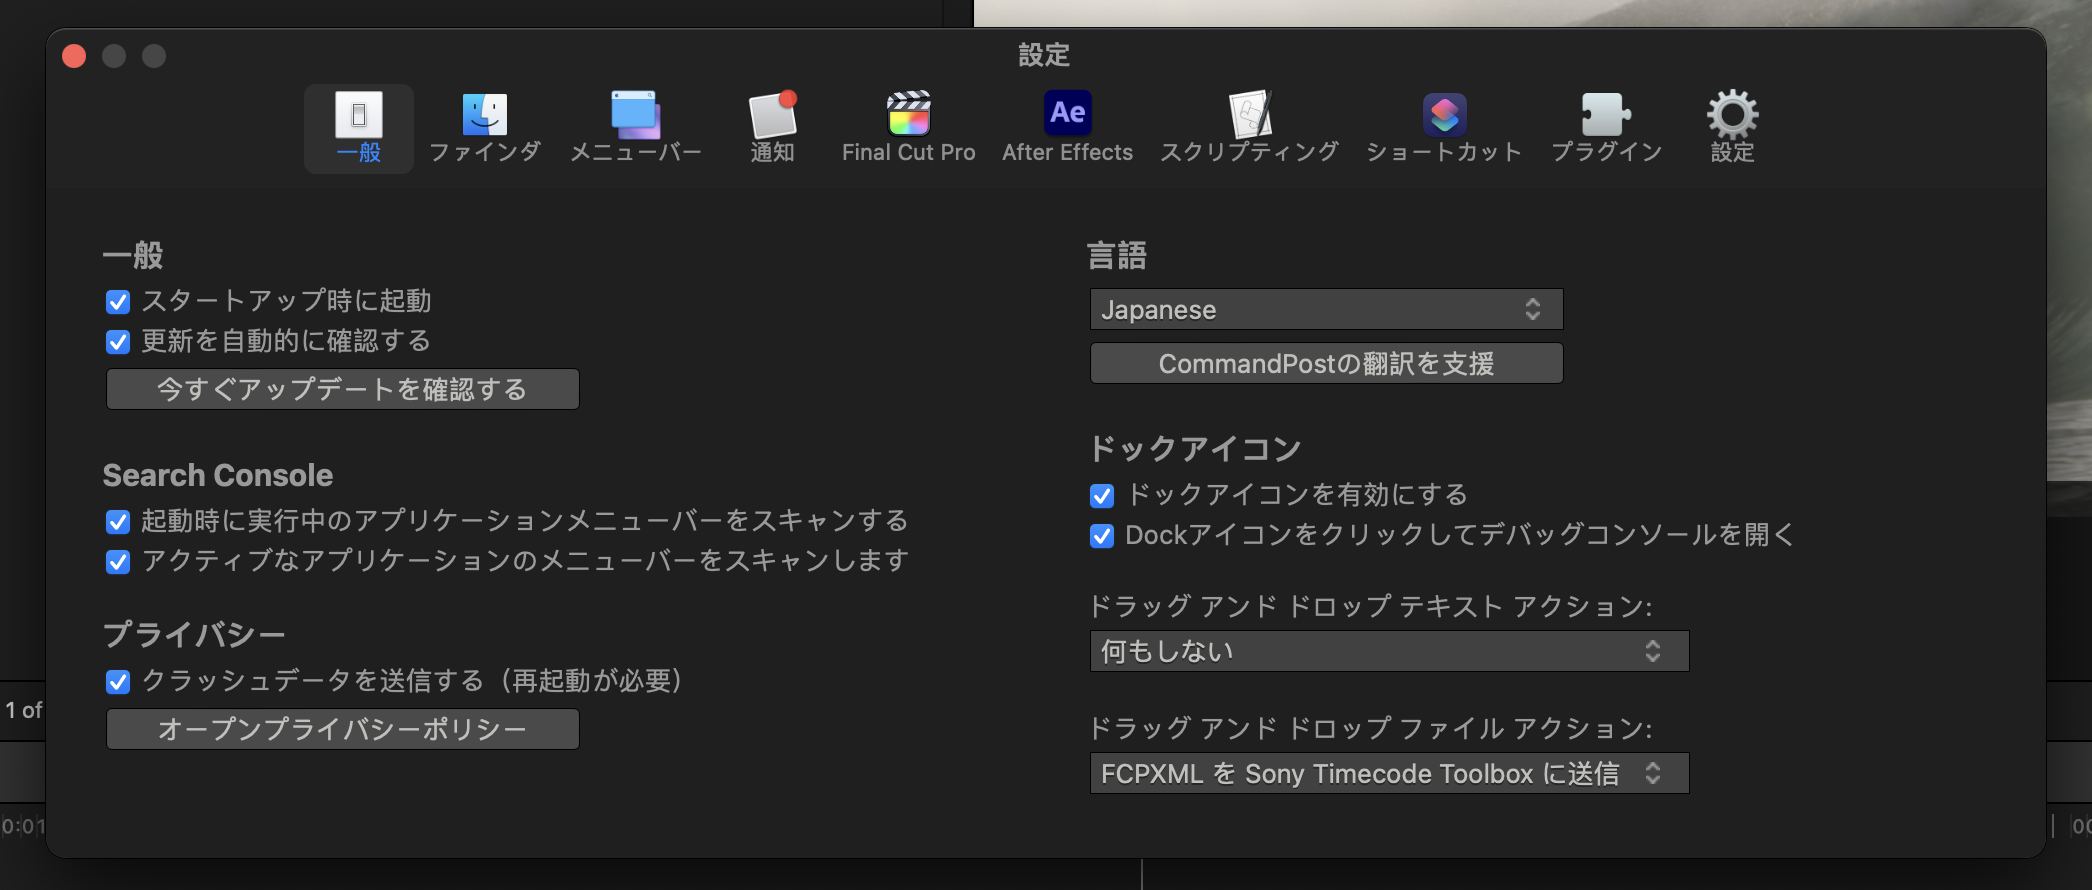 設定
一般
ファインダ
メニューバー
通知
Final Cut Pro
Ae
After Effects
スクリプティング
ショートカット
プラグイン
設定
一般
スタートアップ時に起動
更新を自動的に確認する
今すぐアップデートを確認する
Search Console
起動時に実行中のアプリケーションメニューバーをスキャンする
アクティブなアプリケーションのメニューバーをスキャンします
プライバシー
クラッシュデータを送信する（再起動が必要）
オープンプライバシーポリシー
言語
Japanese
CommandPostの翻訳を支援
ドックアイコン
ドックアイコンを有効にする
Dockアイコンをクリックしてデバッグコンソールを開く
ドラッグ アンド ドロップ テキスト アクション:
何もしない
ドラッグ アンド ドロップ ファイル アクション:
FCPXML を Sony Timecode Toolbox に送信
1 of
0:01
00